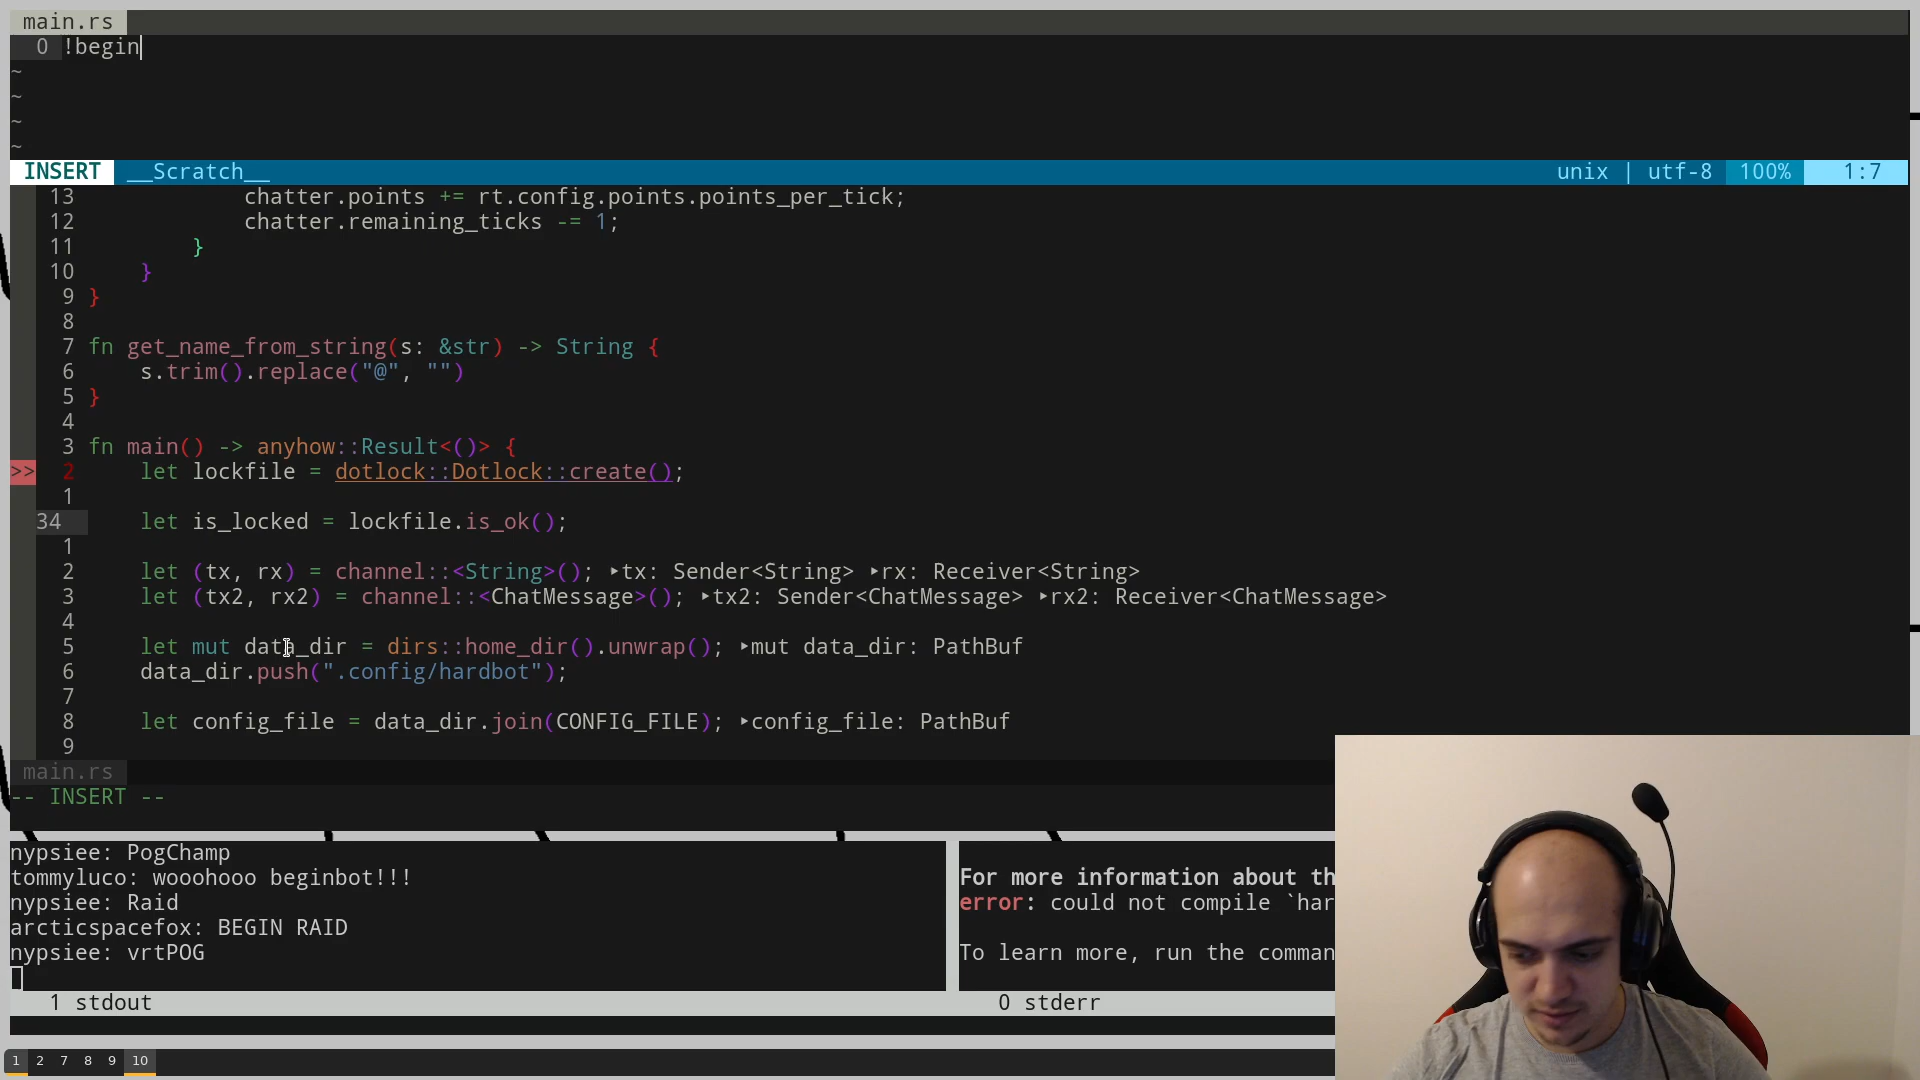 main.rs
0 !begin
~
~
~
~
INSERT __Scratch__ unix | utf-8 100% 1:7
13 chatter.points += rt.config.points.points_per_tick;
12 chatter.remaining_ticks -= 1;
11 }
10 }
9 }
8
7 fn get_name_from_string(s: &str) -> String {
6 s.trim().replace("@", "")
5 }
4
3 fn main() -> anyhow::Result<()> {
>> 2 let lockfile = dotlock::Dotlock::create();
1
34 let is_locked = lockfile.is_ok();
1
2 let (tx, rx) = channel::<String>(); ‣tx: Sender<String> ‣rx: Receiver<String>
3 let (tx2, rx2) = channel::<ChatMessage>(); ‣tx2: Sender<ChatMessage> ‣rx2: Receiver<ChatMessage>
4
5 let mut data_dir = dirs::home_dir().unwrap(); ‣mut data_dir: PathBuf
6 data_dir.push(".config/hardbot");
7
8 let config_file = data_dir.join(CONFIG_FILE); ‣config_file: PathBuf
9
main.rs
-- INSERT --
nypsiee: PogChamp
tommyluco: wooohooo beginbot!!!
nypsiee: Raid
arcticspacefox: BEGIN RAID
nypsiee: vrtPOG
1 stdout
For more information about th
error: could not compile `har
To learn more, run the comman
0 stderr
1 2 7 8 9 10